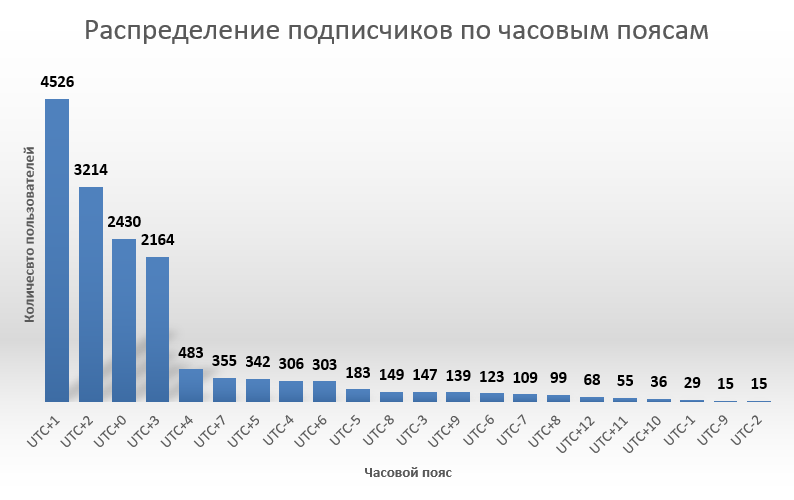 Распределение подписчиков по часовым поясам
Количесвто пользователей
4526
3214
2430
2164
483
355
342
306
303
183
149
147
139
123
109
99
68
55
36
29
15
15
UTC+1
UTC+2
UTC+0
UTC+3
UTC+4
UTC+7
UTC+5
UTC-4
UTC+6
UTC-5
UTC-8
UTC-3
UTC+9
UTC-6
UTC-7
UTC+8
UTC+12
UTC+11
UTC+10
UTC-1
UTC-9
UTC-2
Часовой пояс